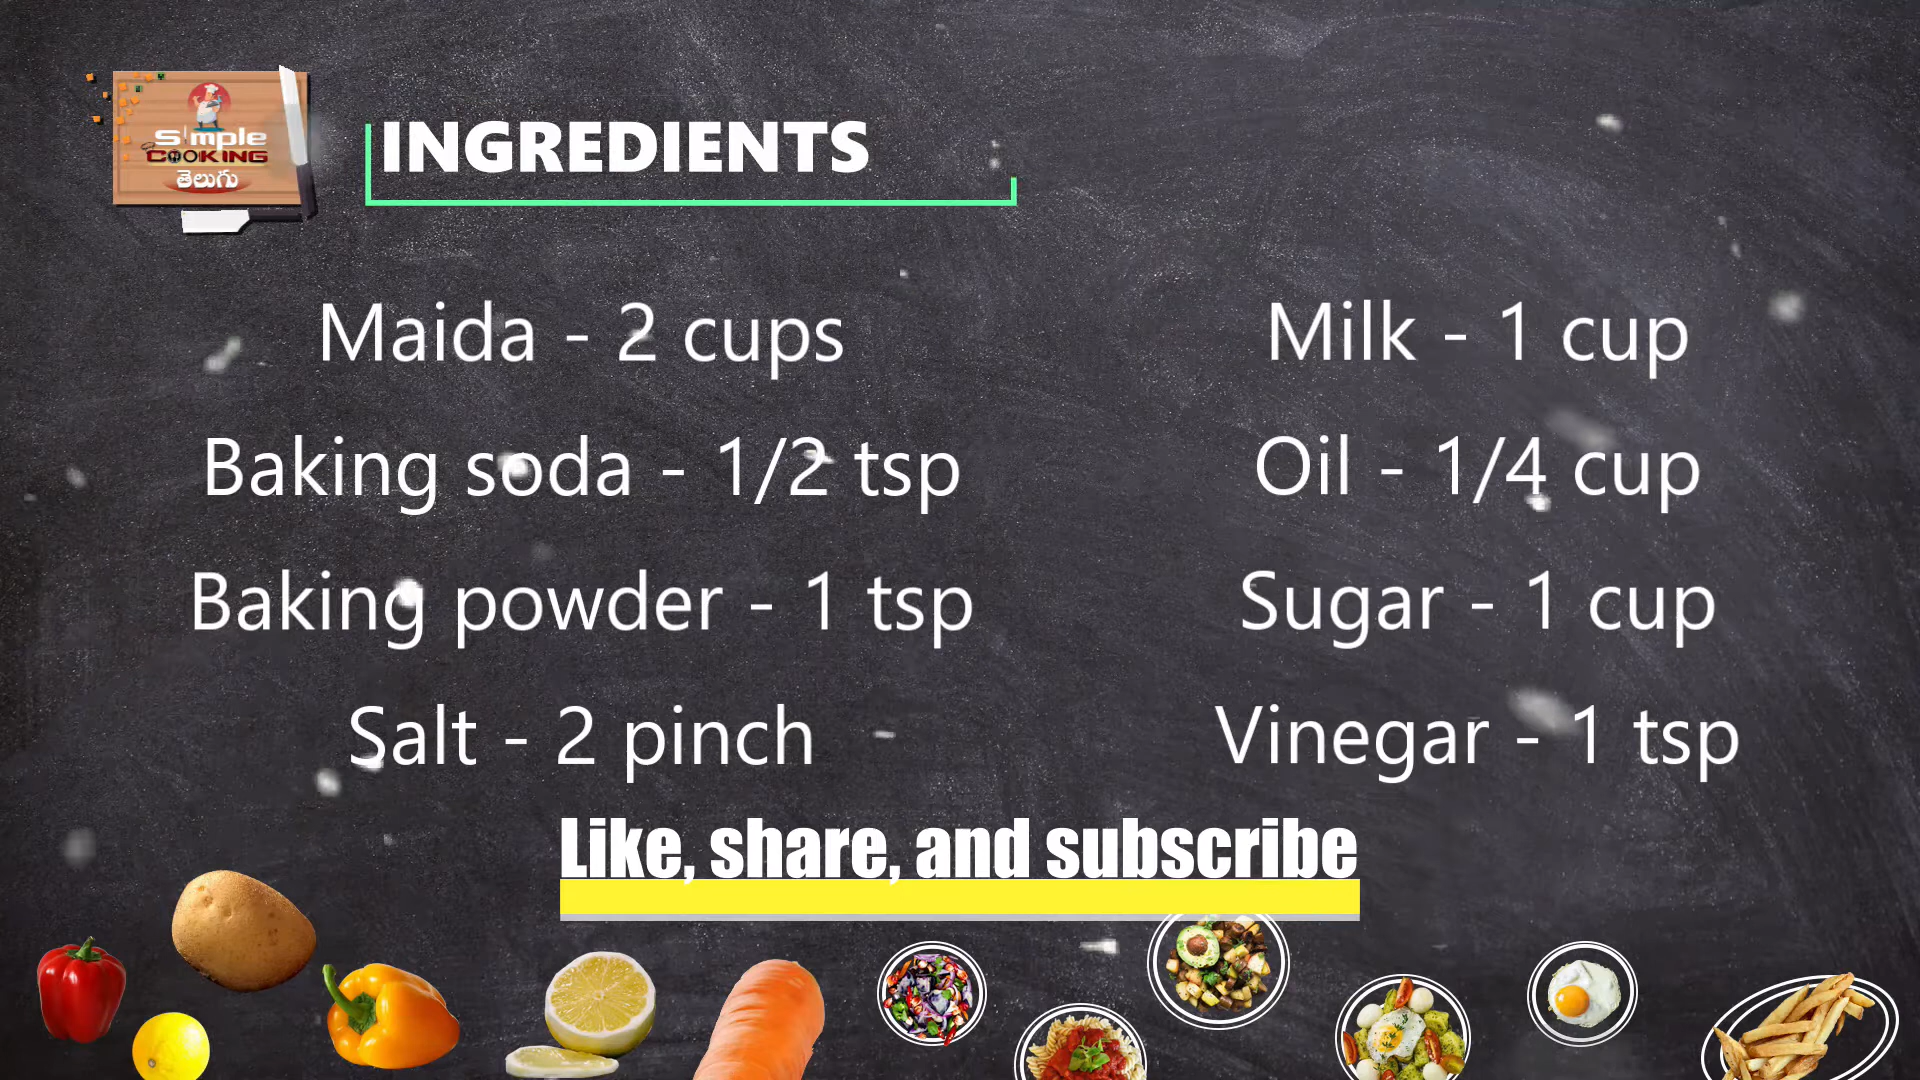 Simple
COOKING
తెలుగు
INGREDIENTS
Maida - 2 cups
Baking soda - 1/2 tsp
Baking powder - 1 tsp
Salt - 2 pinch
Milk - 1 cup
Oil - 1/4 cup
Sugar - 1 cup
Vinegar - 1 tsp
Like, share, and subscribe